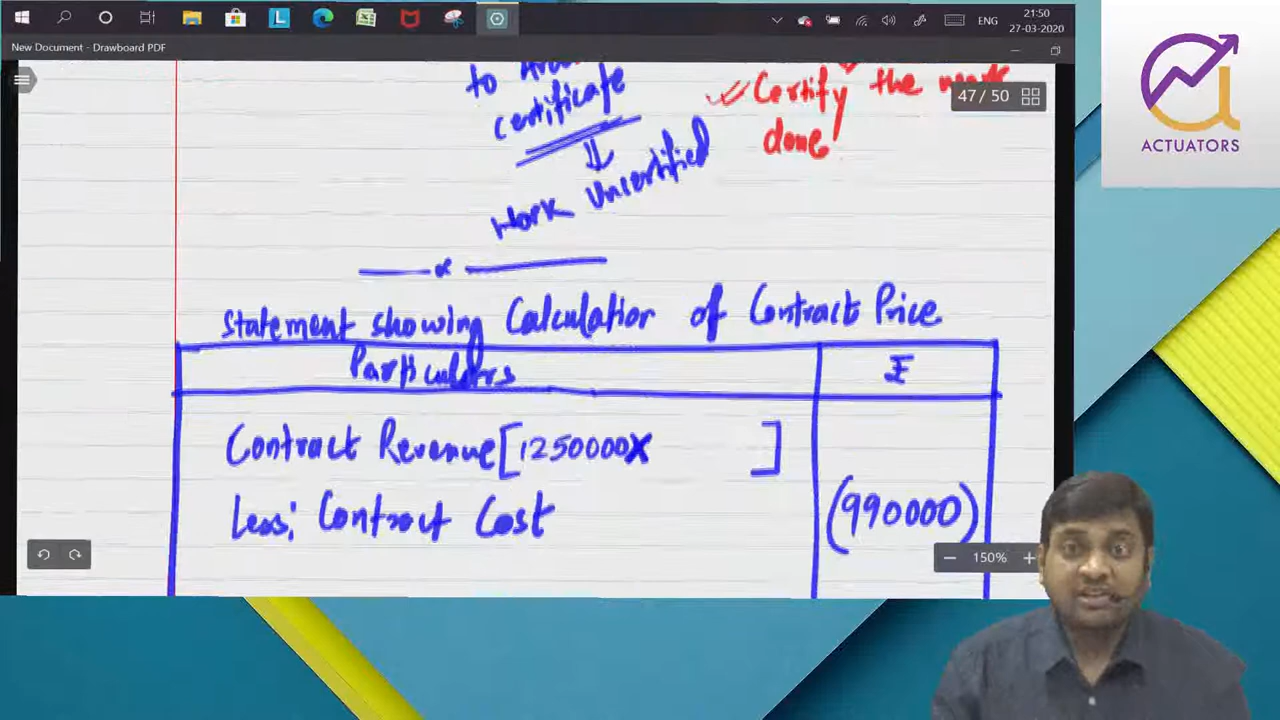 21:50
ENG
27-03-2020
New Document - Drawboard PDF
to
certificate
Certify the
done
47 / 50
ACTUATORS
Work Uncertified
Statement showing Calculation of Contract Price
Particulars ₹
Contract Revenue [1250000X ]
Less: Contract Cost (990000)
150%